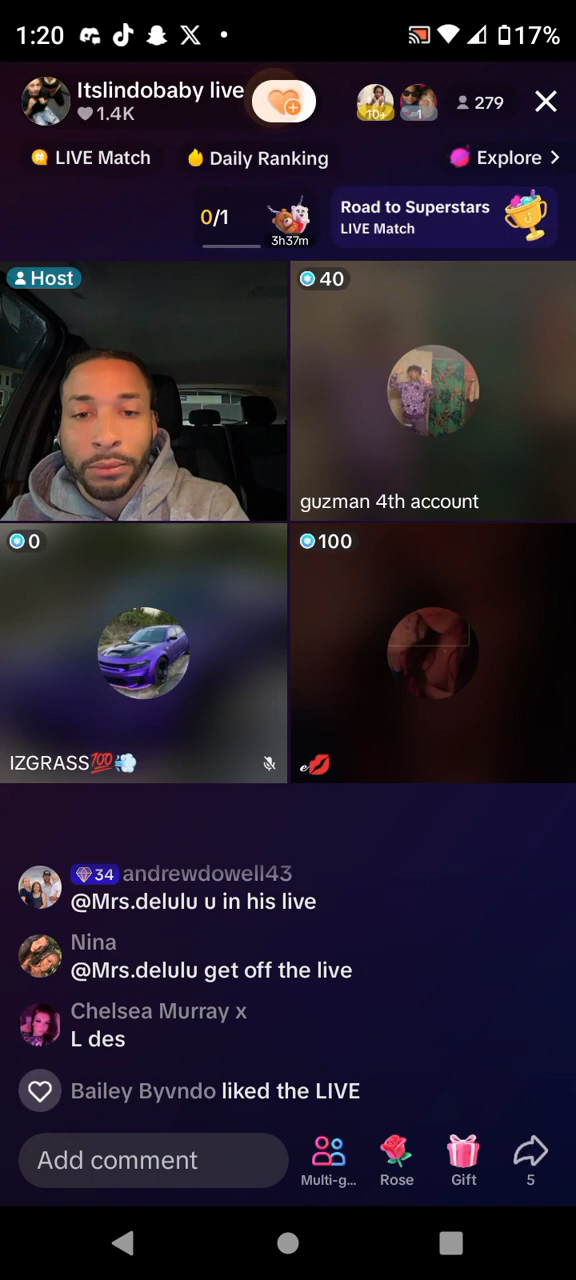 1:20
17%
Itslindobaby live
1.4K
10+
1
279
LIVE Match
Daily Ranking
Explore
0/1
3h37m
Road to Superstars
LIVE Match
Host
40
guzman 4th account
0
IZGRASS💯💨
100
e💋
34 andrewdowell43
@Mrs.delulu u in his live
Nina
@Mrs.delulu get off the live
Chelsea Murray x
L des
Bailey Byvndo liked the LIVE
Add comment
Multi-g...
Rose
Gift
5